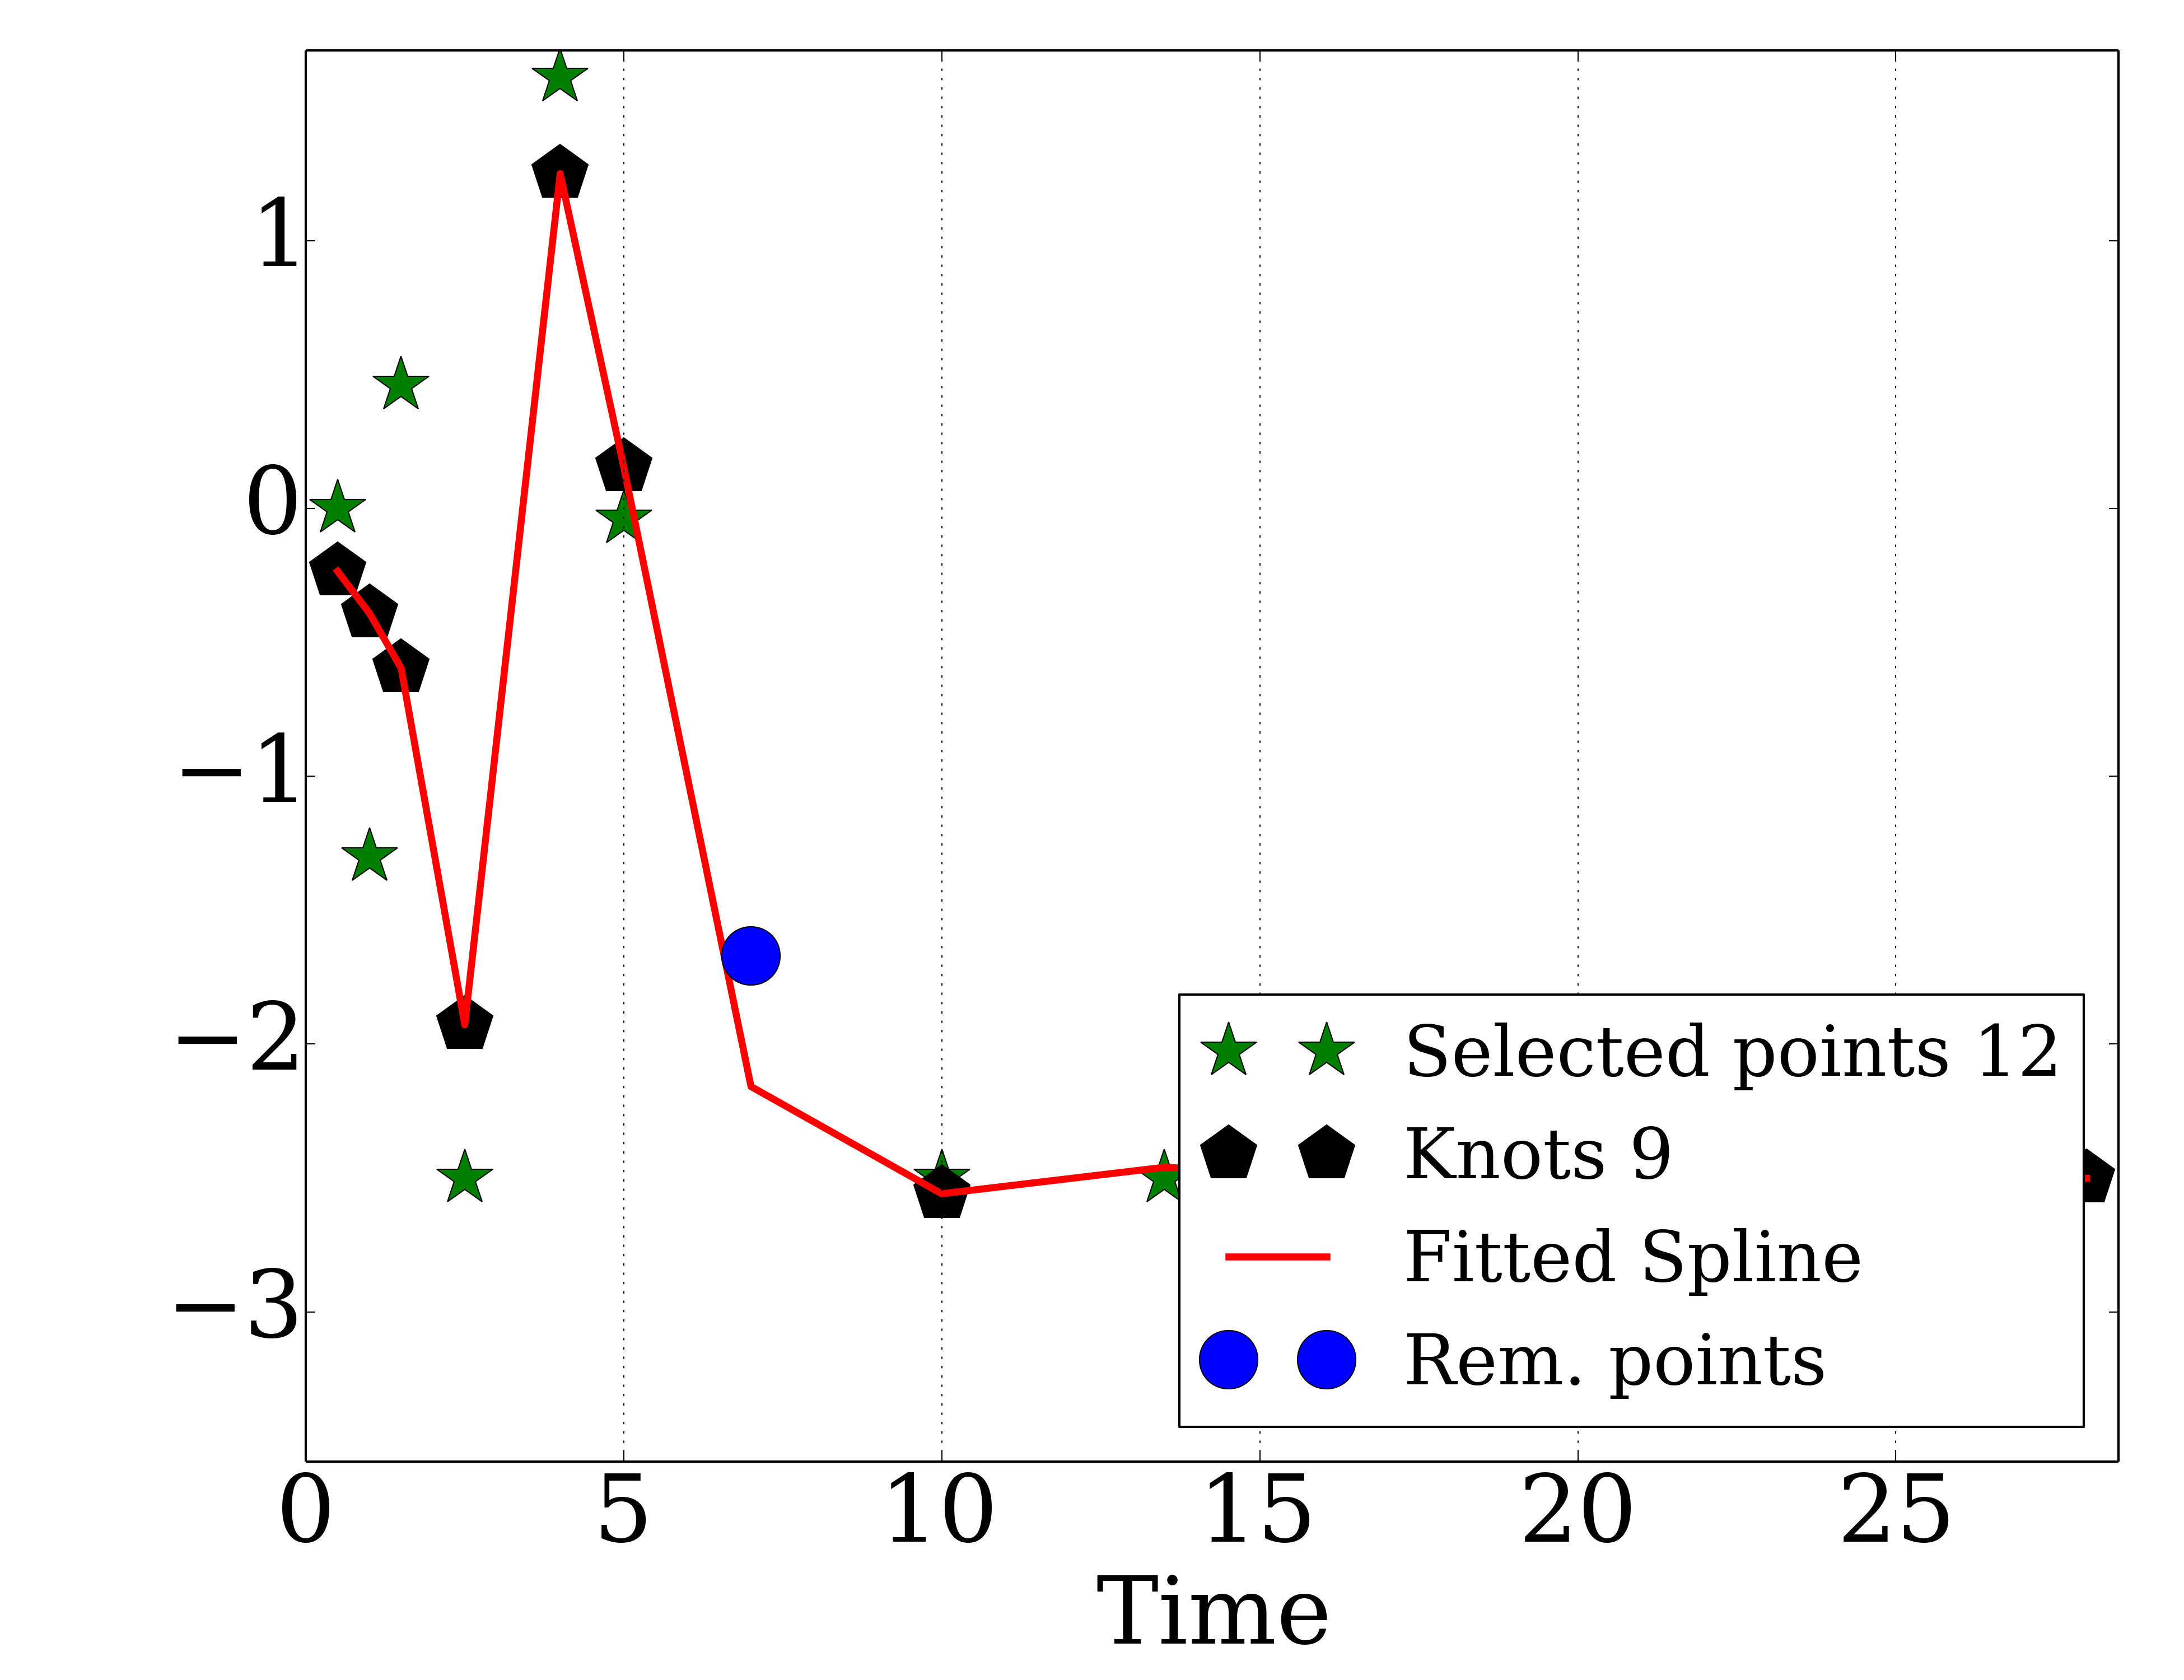 1
0
−1
−2
−3
Selected points 12
Knots 9
Fitted Spline
Rem. points
0 5 10 15 20 25
Time